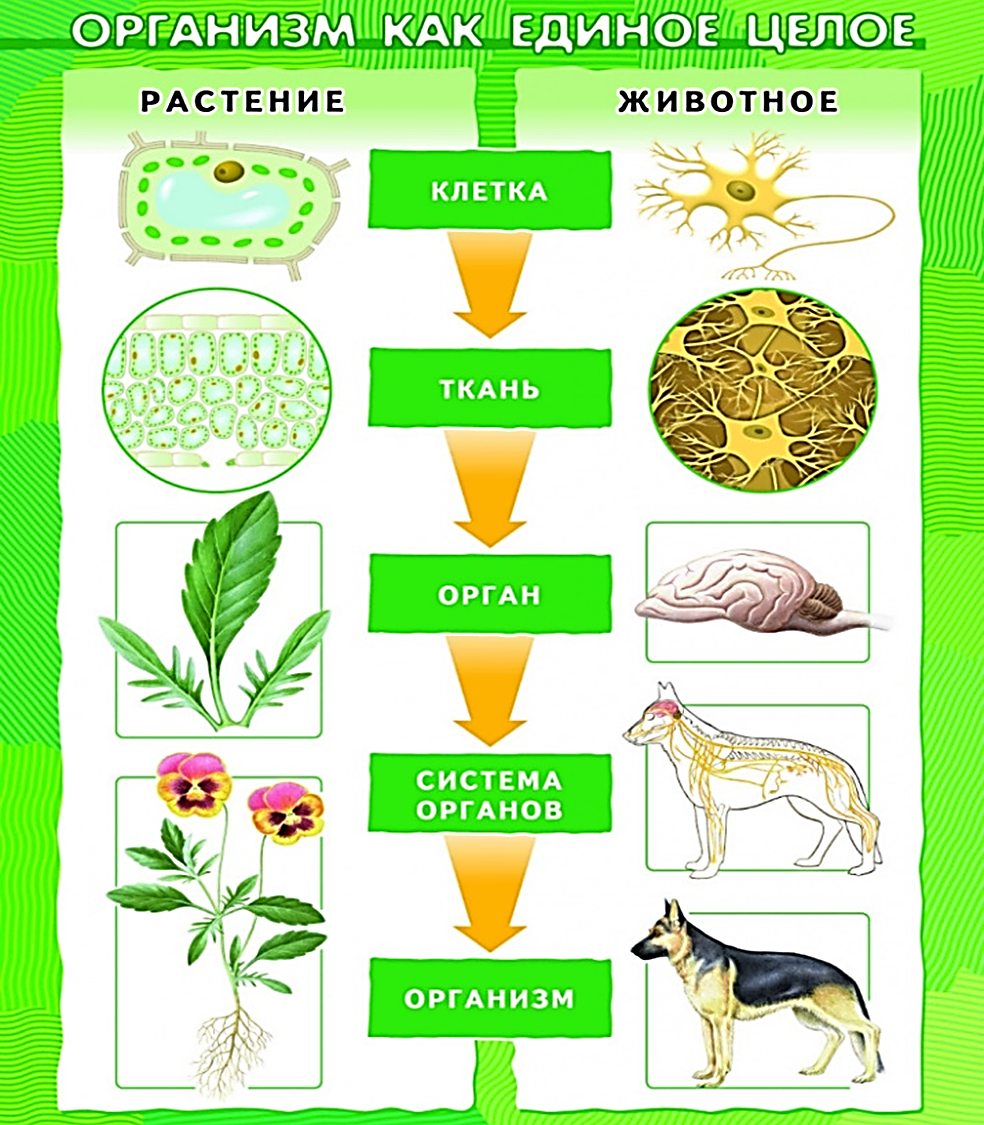 ОРГАНИЗМ КАК ЕДИНОЕ ЦЕЛОЕ
РАСТЕНИЕ
ЖИВОТНОЕ
КЛЕТКА
ТКАНЬ
ОРГАН
СИСТЕМА
ОРГАНОВ
ОРГАНИЗМ